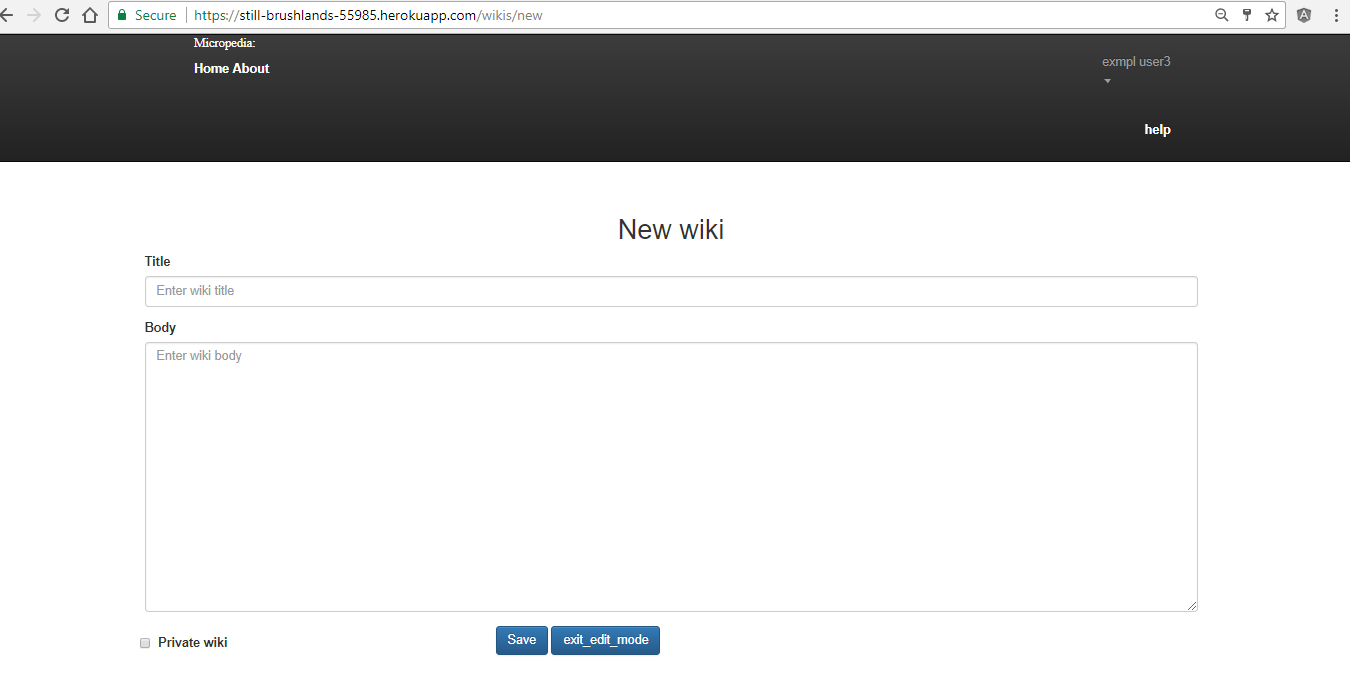 Secure https://still-brushlands-55985.herokuapp.com/wikis/new
Micropedia:
Home About
exmpl user3
help
New wiki
Title
Enter wiki title
Body
Enter wiki body
Private wiki
Save exit_edit_mode